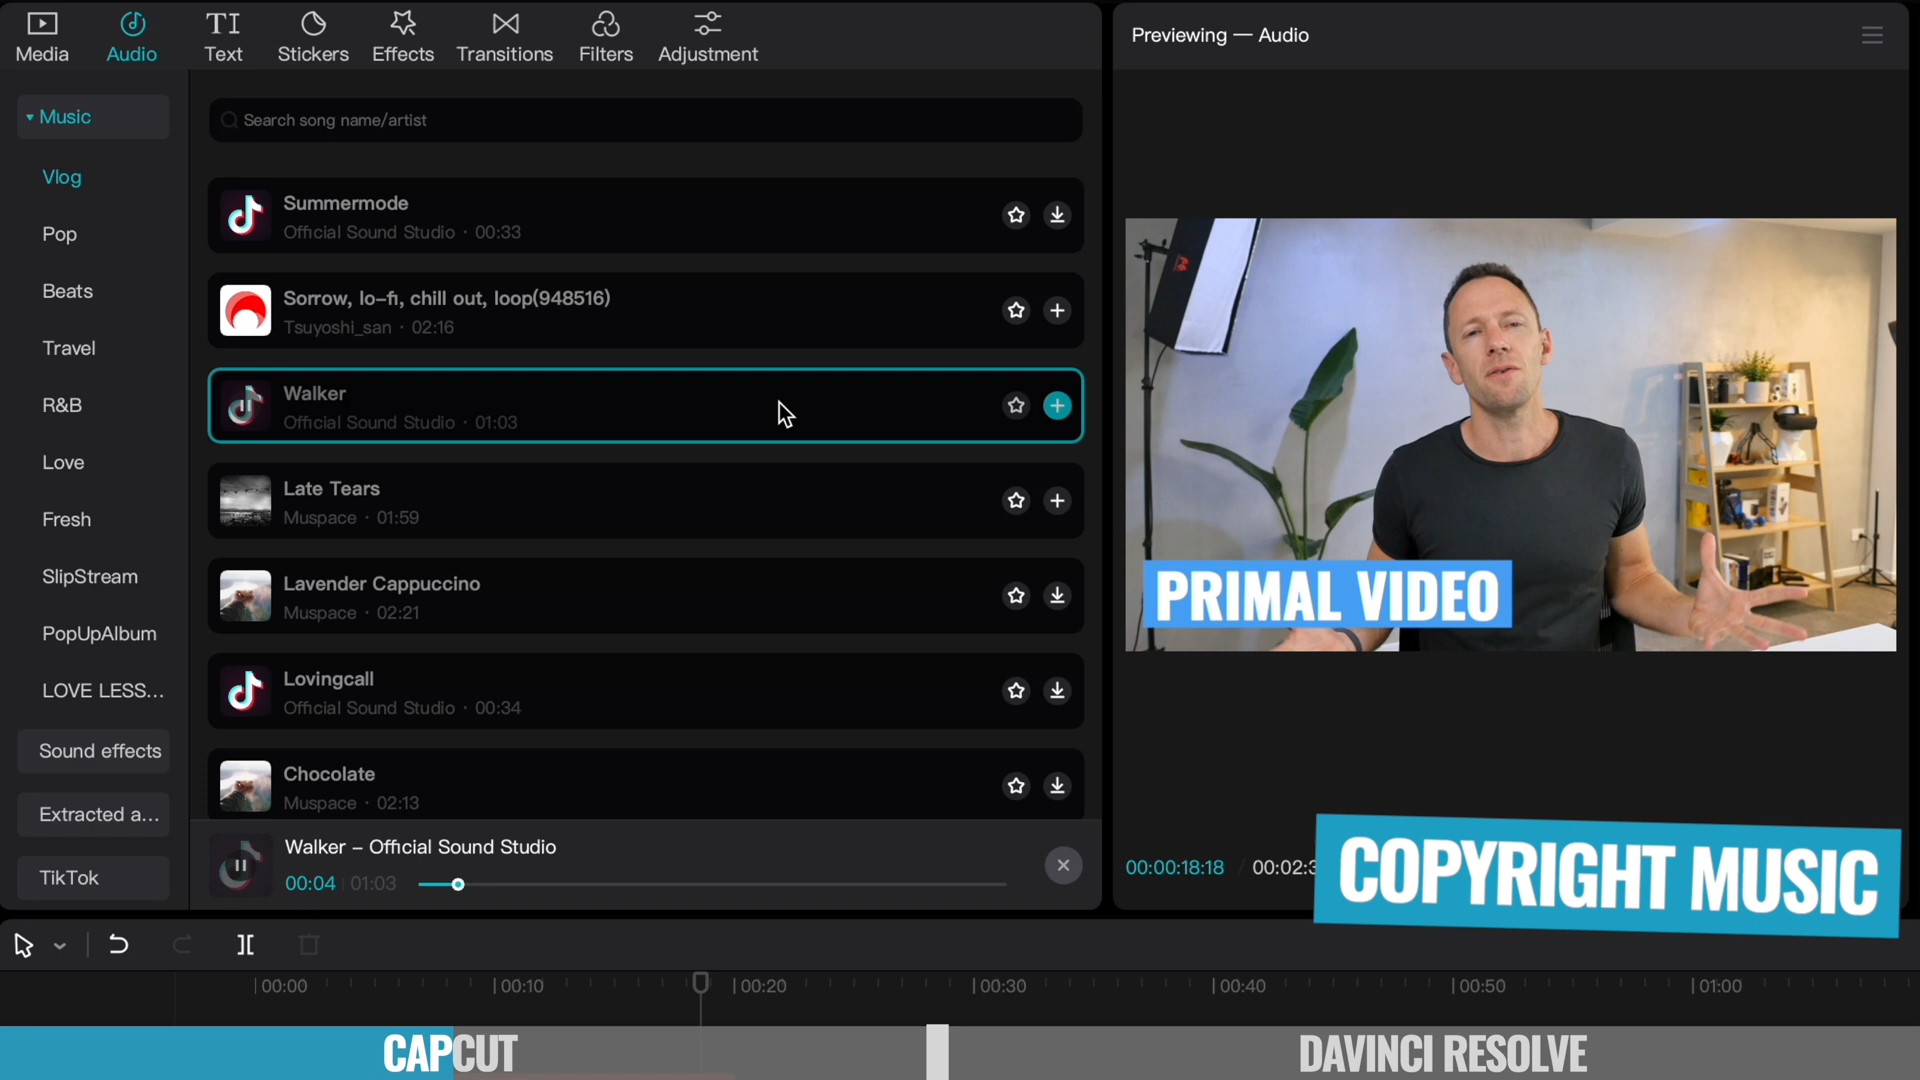 Media
Audio
TI
Text
Stickers
Effects
Transitions
Filters
Adjustment
Previewing — Audio
Music
Vlog
Pop
Beats
Travel
R&B
Love
Fresh
SlipStream
PopUpAlbum
LOVE LESS...
Sound effects
Extracted a...
TikTok
Search song name/artist
Summermode
Official Sound Studio · 00:33
Sorrow, lo-fi, chill out, loop(948516)
Tsuyoshi_san · 02:16
Walker
Official Sound Studio · 01:03
Late Tears
Muspace · 01:59
Lavender Cappuccino
Muspace · 02:21
Lovingcall
Official Sound Studio · 00:34
Chocolate
Muspace · 02:13
Walker – Official Sound Studio
00:04 | 01:03
PRIMAL VIDEO
00:00:18:18 / 00:02:3
COPYRIGHT MUSIC
00:00 00:10 00:20 00:30 00:40 00:50 01:00
CAPCUT
DAVINCI RESOLVE